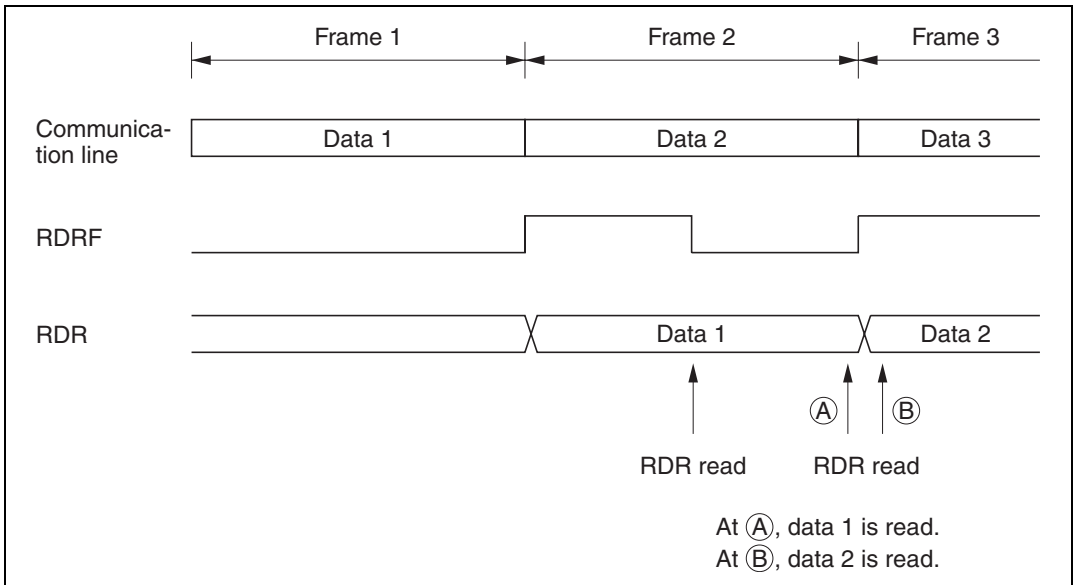 Frame 1 Frame 2 Frame 3
Communica-
tion line
Data 1 Data 2 Data 3
RDRF
RDR
Data 1 Data 2
A B
RDR read RDR read
At Ⓐ, data 1 is read.
At Ⓑ, data 2 is read.